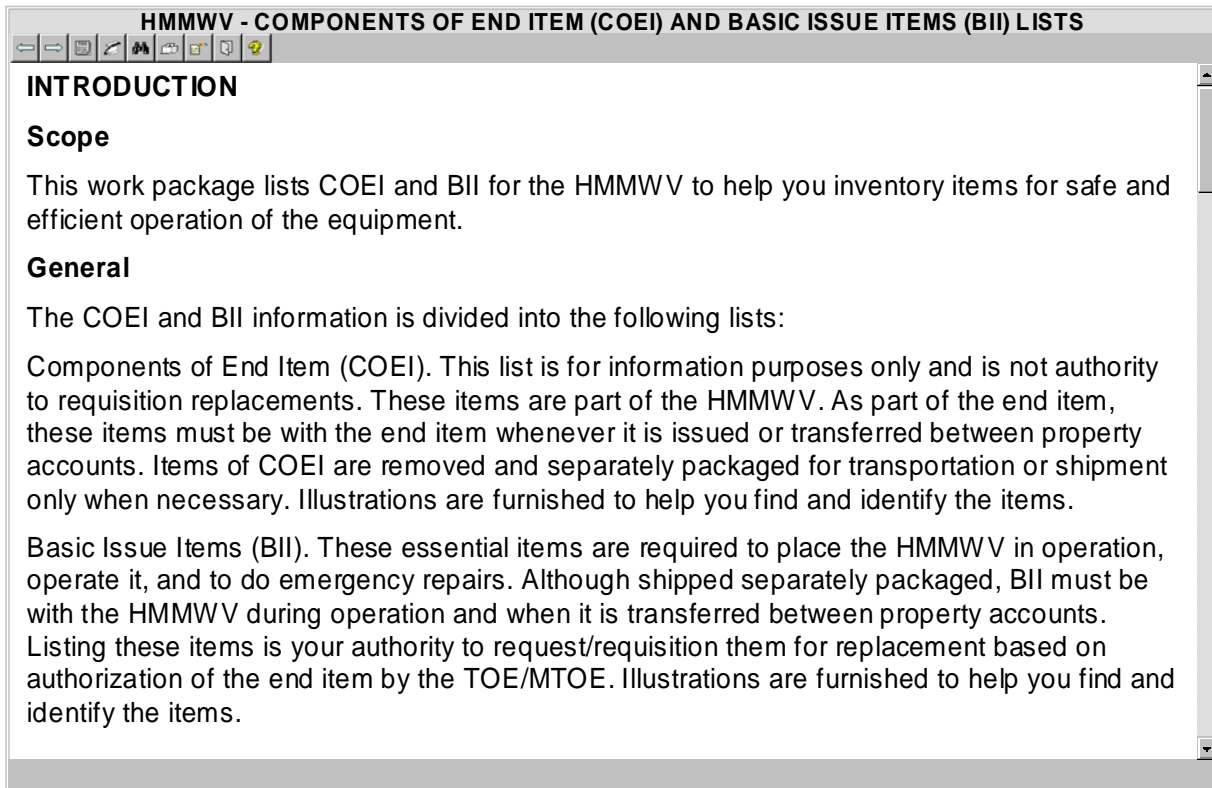 HMMWV - COMPONENTS OF END ITEM (COEI) AND BASIC ISSUE ITEMS (BII) LISTS
INTRODUCTION
Scope
This work package lists COEI and BII for the HMMWV to help you inventory items for safe and
efficient operation of the equipment.
General
The COEI and BII information is divided into the following lists:
Components of End Item (COEI). This list is for information purposes only and is not authority
to requisition replacements. These items are part of the HMMWV. As part of the end item,
these items must be with the end item whenever it is issued or transferred between property
accounts. Items of COEI are removed and separately packaged for transportation or shipment
only when necessary. Illustrations are furnished to help you find and identify the items.
Basic Issue Items (BII). These essential items are required to place the HMMWV in operation,
operate it, and to do emergency repairs. Although shipped separately packaged, BII must be
with the HMMWV during operation and when it is transferred between property accounts.
Listing these items is your authority to request/requisition them for replacement based on
authorization of the end item by the TOE/MTOE. Illustrations are furnished to help you find and
identify the items.